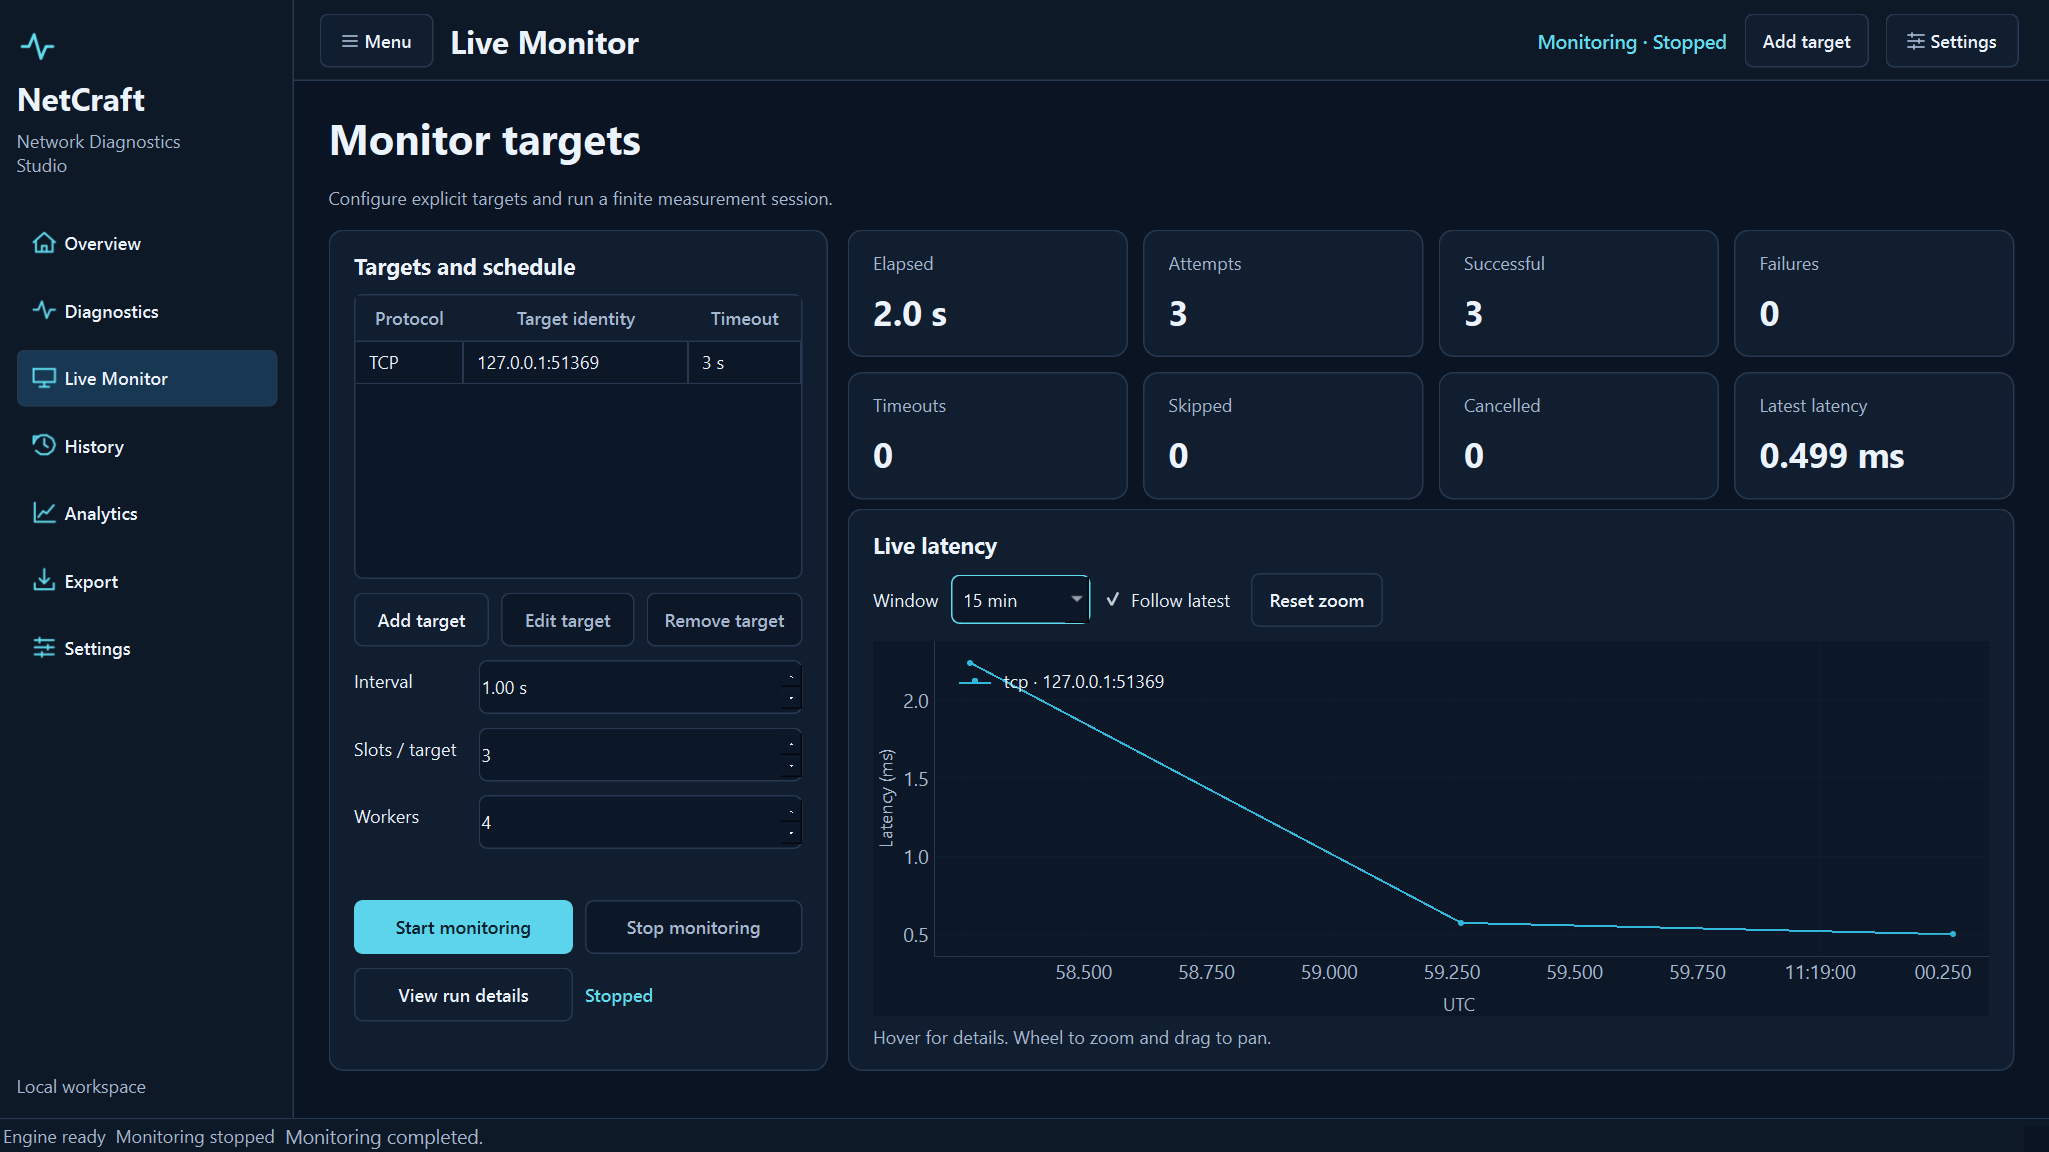 NetCraft
Network Diagnostics
Studio
Overview
Diagnostics
Live Monitor
History
Analytics
Export
Settings
Local workspace
Menu
Live Monitor
Monitoring · Stopped
Add target
Settings
Monitor targets
Configure explicit targets and run a finite measurement session.
Targets and schedule
Protocol Target identity Timeout
TCP 127.0.0.1:51369 3 s
Add target
Edit target
Remove target
Interval 1.00 s
Slots / target 3
Workers 4
Start monitoring
Stop monitoring
View run details
Stopped
Elapsed
2.0 s
Attempts
3
Successful
3
Failures
0
Timeouts
0
Skipped
0
Cancelled
0
Latest latency
0.499 ms
Live latency
Window 15 min ✓ Follow latest Reset zoom
tcp · 127.0.0.1:51369
Latency (ms)
2.0
1.5
1.0
0.5
58.500 58.750 59.000 59.250 59.500 59.750 11:19:00 00.250
UTC
Hover for details. Wheel to zoom and drag to pan.
Engine ready Monitoring stopped Monitoring completed.